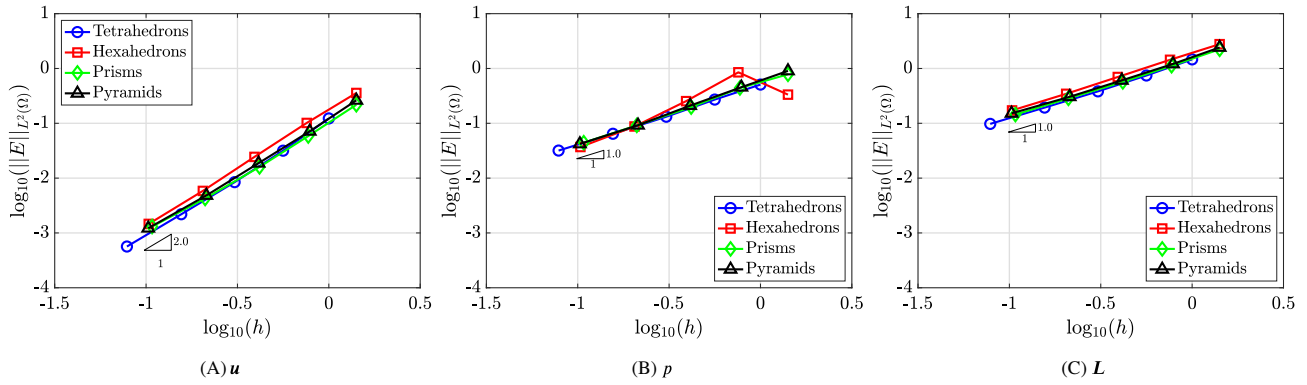 1
0
-1
-2
-3
-4
-1.5
-1
-0.5
0
0.5
log₁₀(h)
log₁₀(||E||_{L²(Ω)})
Tetrahedrons
Hexahedrons
Prisms
Pyramids
2.0
1
(A) u
1
0
-1
-2
-3
-4
-1.5
-1
-0.5
0
0.5
log₁₀(h)
log₁₀(||E||_{L²(Ω)})
1.0
1
Tetrahedrons
Hexahedrons
Prisms
Pyramids
(B) p
1
0
-1
-2
-3
-4
-1.5
-1
-0.5
0
0.5
log₁₀(h)
log₁₀(||E||_{L²(Ω)})
1.0
1
Tetrahedrons
Hexahedrons
Prisms
Pyramids
(C) L